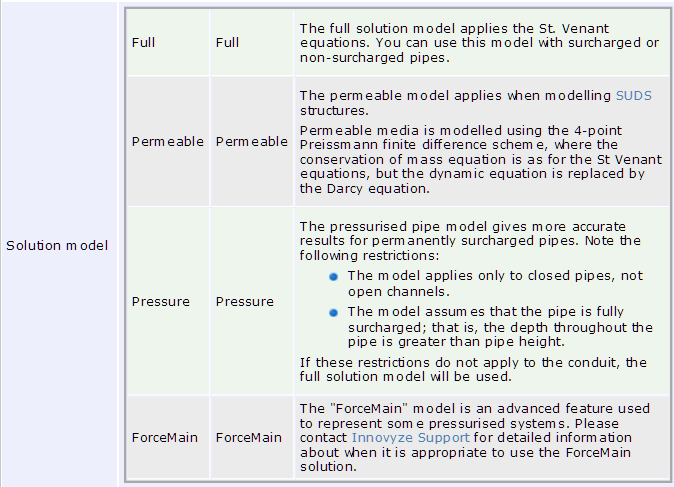 Solution model
Full
Full
The full solution model applies the St. Venant
equations. You can use this model with surcharged or
non-surcharged pipes.
Permeable
Permeable
The permeable model applies when modelling SUDS
structures.
Permeable media is modelled using the 4-point
Preissmann finite difference scheme, where the
conservation of mass equation is as for the St Venant
equations, but the dynamic equation is replaced by
the Darcy equation.
Pressure
Pressure
The pressurised pipe model gives more accurate
results for permanently surcharged pipes. Note the
following restrictions:
The model applies only to closed pipes, not
open channels.
The model assumes that the pipe is fully
surcharged; that is, the depth throughout the
pipe is greater than pipe height.
If these restrictions do not apply to the conduit, the
full solution model will be used.
ForceMain
ForceMain
The "ForceMain" model is an advanced feature used
to represent some pressurised systems. Please
contact Innovyze Support for detailed information
about when it is appropriate to use the ForceMain
solution.